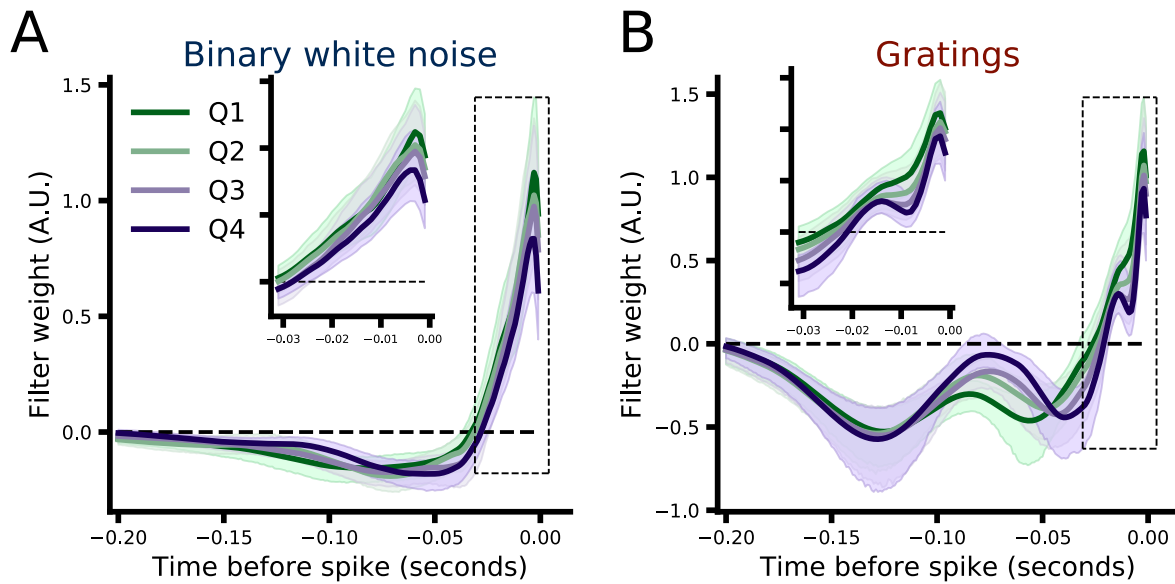 A
Binary white noise
1.5
1.0
0.5
0.0
Filter weight (A.U.)
Q1
Q2
Q3
Q4
−0.03
−0.02
−0.01
0.00
−0.20
−0.15
−0.10
−0.05
0.00
Time before spike (seconds)
B
Gratings
1.5
1.0
0.5
0.0
−0.5
−1.0
Filter weight (A.U.)
−0.03
−0.02
−0.01
0.00
−0.20
−0.15
−0.10
−0.05
0.00
Time before spike (seconds)